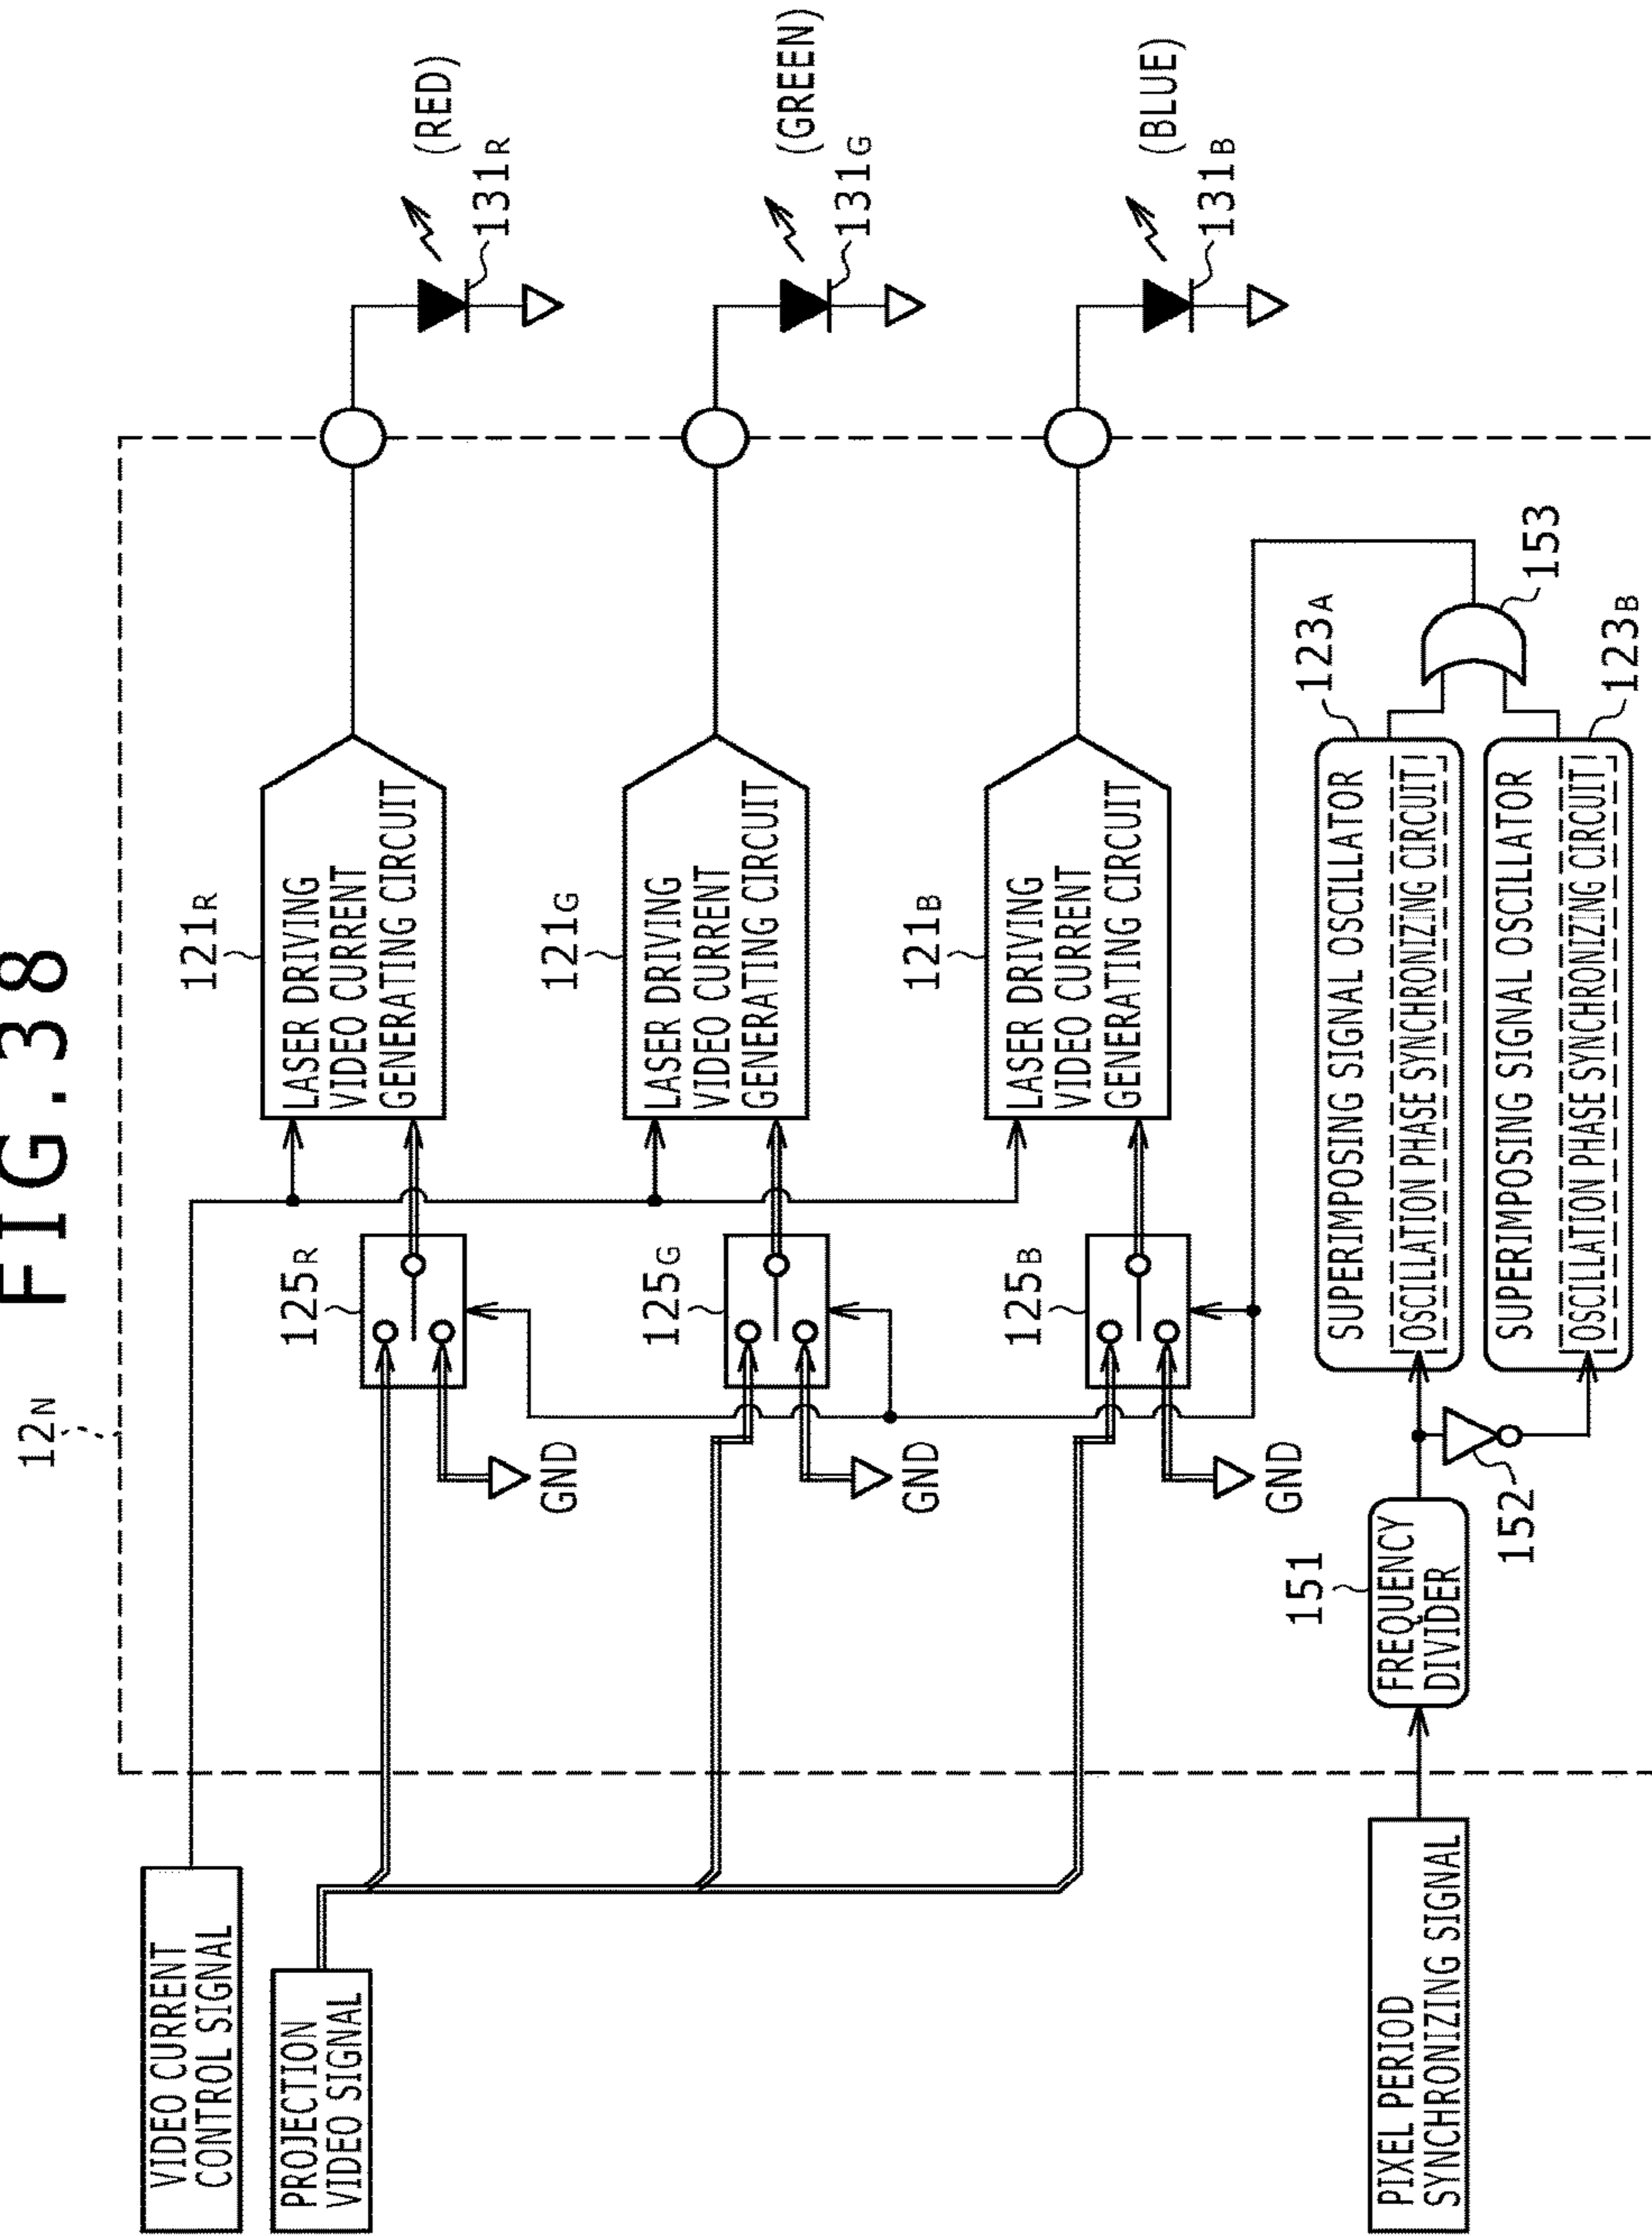 FIG.38
12N
VIDEO CURRENT
CONTROL SIGNAL
PROJECTION
VIDEO SIGNAL
121R
LASER DRIVING
VIDEO CURRENT
GENERATING CIRCUIT
125R
GND
(RED)
131R
121G
LASER DRIVING
VIDEO CURRENT
GENERATING CIRCUIT
125G
GND
(GREEN)
131G
121B
LASER DRIVING
VIDEO CURRENT
GENERATING CIRCUIT
125B
GND
(BLUE)
131B
PIXEL PERIOD
SYNCHRONIZING SIGNAL
151
FREQUENCY
DIVIDER
152
123A
SUPERIMPOSING SIGNAL OSCILLATOR
OSCILLATION PHASE SYNCHRONIZING CIRCUIT
SUPERIMPOSING SIGNAL OSCILLATOR
OSCILLATION PHASE SYNCHRONIZING CIRCUIT
123B
153